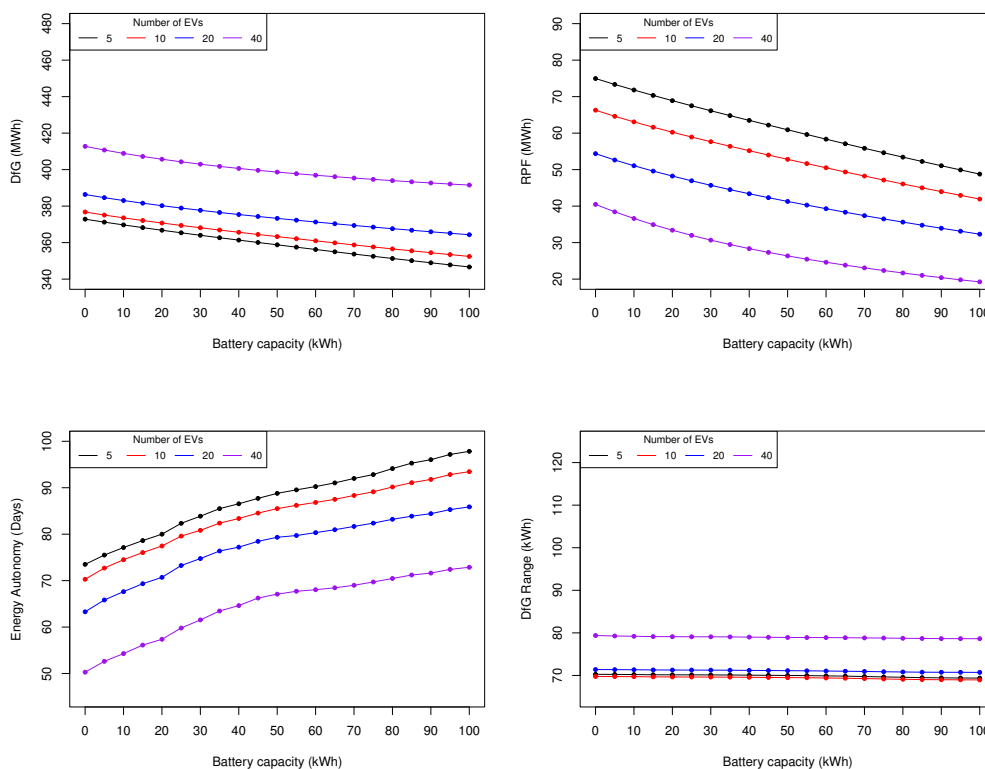 Number of EVs
5 10 20 40
DfG (MWh)
340 360 380 400 420 440 460 480
0 10 20 30 40 50 60 70 80 90 100
Battery capacity (kWh)
Number of EVs
5 10 20 40
RPF (MWh)
20 30 40 50 60 70 80 90
0 10 20 30 40 50 60 70 80 90 100
Battery capacity (kWh)
Number of EVs
5 10 20 40
Energy Autonomy (Days)
50 60 70 80 90 100
0 10 20 30 40 50 60 70 80 90 100
Battery capacity (kWh)
Number of EVs
5 10 20 40
DfG Range (kWh)
70 80 90 100 120
0 10 20 30 40 50 60 70 80 90 100
Battery capacity (kWh)